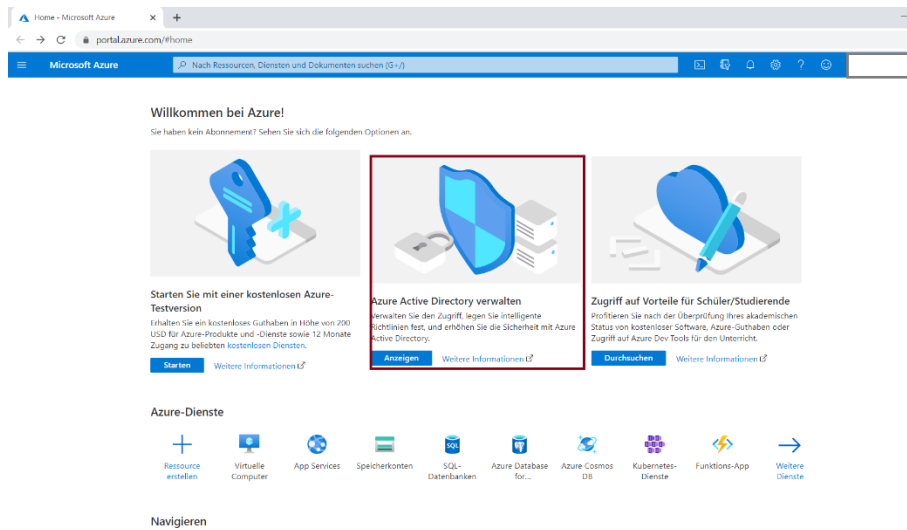 Home - Microsoft Azure
portal.azure.com/#home
Microsoft Azure
Nach Ressourcen, Diensten und Dokumenten suchen (G+/)
Willkommen bei Azure!
Sie haben kein Abonnement? Sehen Sie sich die folgenden Optionen an.
Starten Sie mit einer kostenlosen Azure-
Testversion
Erhalten Sie ein kostenloses Guthaben in Höhe von 200
USD für Azure-Produkte und -Dienste sowie 12 Monate
Zugang zu beliebten kostenlosen Diensten.
Starten Weitere Informationen
Azure Active Directory verwalten
Verwalten Sie den Zugriff, legen Sie intelligente
Richtlinien fest, und erhöhen Sie die Sicherheit mit Azure
Active Directory.
Anzeigen Weitere Informationen
Zugriff auf Vorteile für Schüler/Studierende
Profitieren Sie nach der Überprüfung Ihres akademischen
Status von kostenloser Software, Azure-Guthaben oder
Zugriff auf Azure Dev Tools für den Unterricht.
Durchsuchen Weitere Informationen
Azure-Dienste
Ressource
erstellen
Virtuelle
Computer
App Services
Speicherkonten
SQL
SQL-
Datenbanken
Azure Database
for...
Azure Cosmos
DB
Kubernetes-
Dienste
Funktions-App
Weitere
Dienste
Navigieren